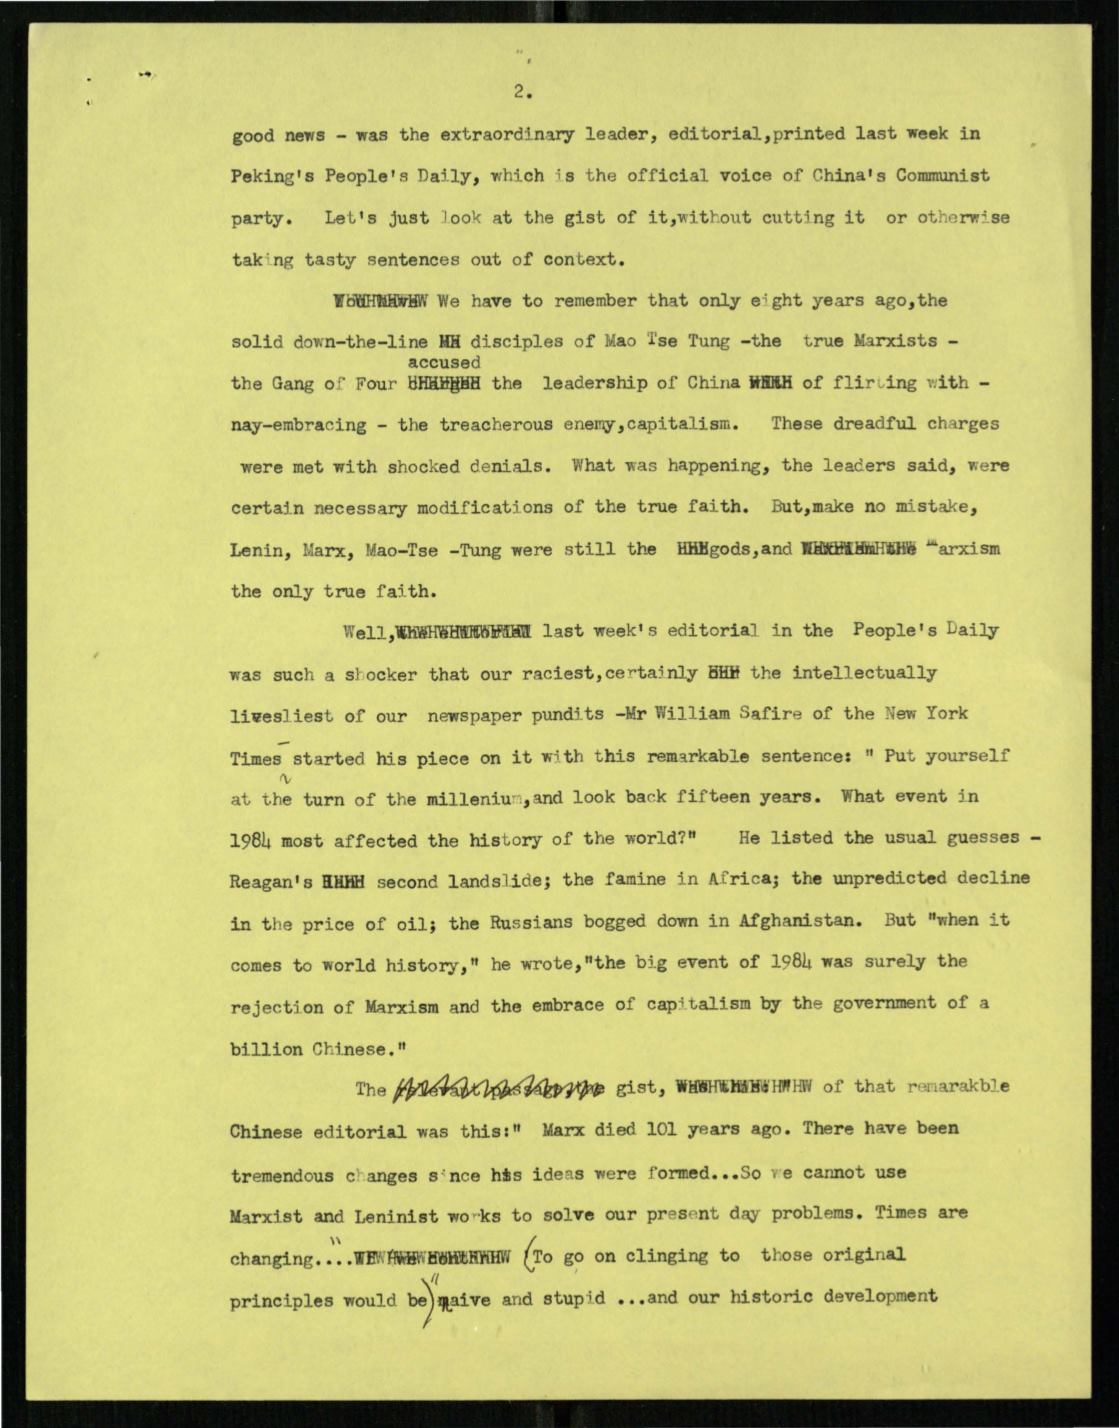 2.
good news - was the extraordinary leader, editorial,printed last week in
Peking's People's Daily, which is the official voice of China's Communist
party. Let's just look at the gist of it,without cutting it or otherwise
taking tasty sentences out of context.
We have to remember that only eight years ago,the
solid down-the-line disciples of Mao Tse Tung -the true Marxists -
accused
the Gang of Four the leadership of China of flirting with -
nay-embracing - the treacherous enemy,capitalism. These dreadful charges
were met with shocked denials. What was happening, the leaders said, were
certain necessary modifications of the true faith. But,make no mistake,
Lenin, Marx, Mao-Tse -Tung were still the gods,and marxism
the only true faith.
Well, last week's editorial in the People's Daily
was such a shocker that our raciest,certainly the intellectually
livesliest of our newspaper pundits -Mr William Safire of the New York
Times started his piece on it with this remarkable sentence: " Put yourself
at the turn of the millenium,and look back fifteen years. What event in
1984 most affected the history of the world?" He listed the usual guesses -
Reagan's second landslide; the famine in Africa; the unpredicted decline
in the price of oil; the Russians bogged down in Afghanistan. But "when it
comes to world history," he wrote,"the big event of 1984 was surely the
rejection of Marxism and the embrace of capitalism by the government of a
billion Chinese."
The gist, of that remarakble
Chinese editorial was this:" Marx died 101 years ago. There have been
tremendous changes since his ideas were formed...So we cannot use
Marxist and Leninist works to solve our present day problems. Times are
changing...." (To go on clinging to those original
principles would be) "naive and stupid ...and our historic development